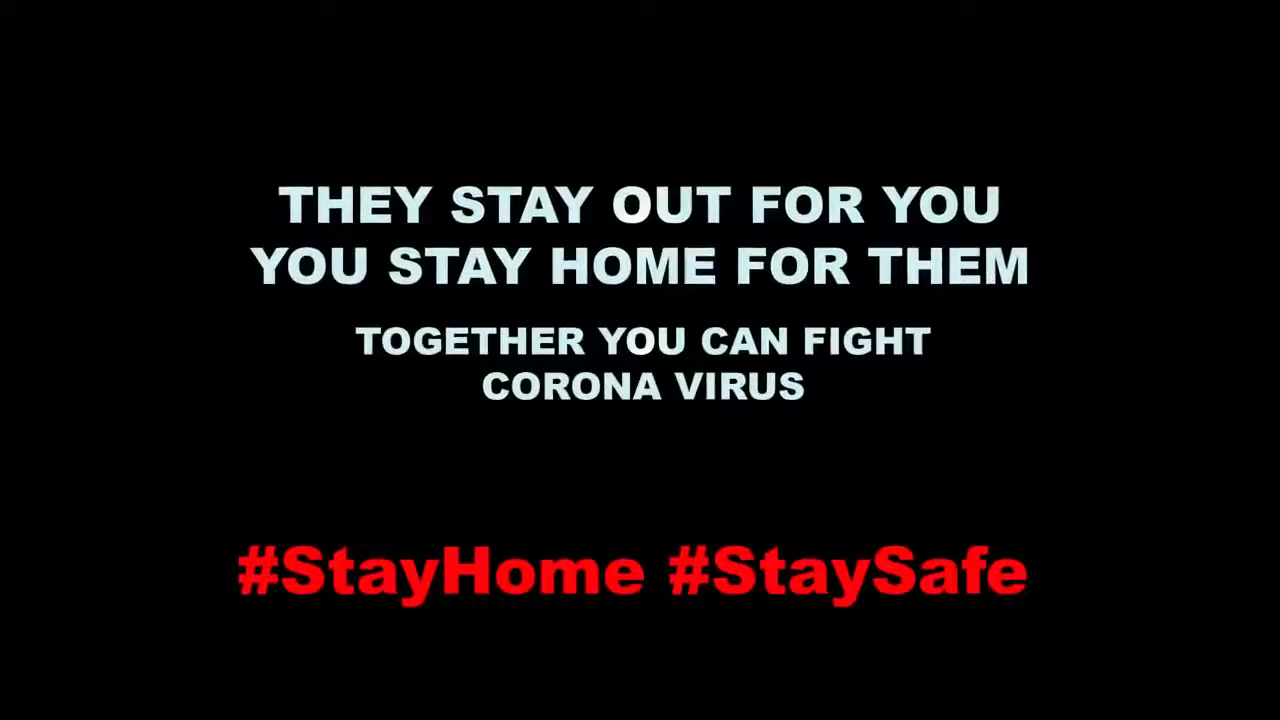 THEY STAY OUT FOR YOU
YOU STAY HOME FOR THEM
TOGETHER YOU CAN FIGHT
CORONA VIRUS
#StayHome #StaySafe